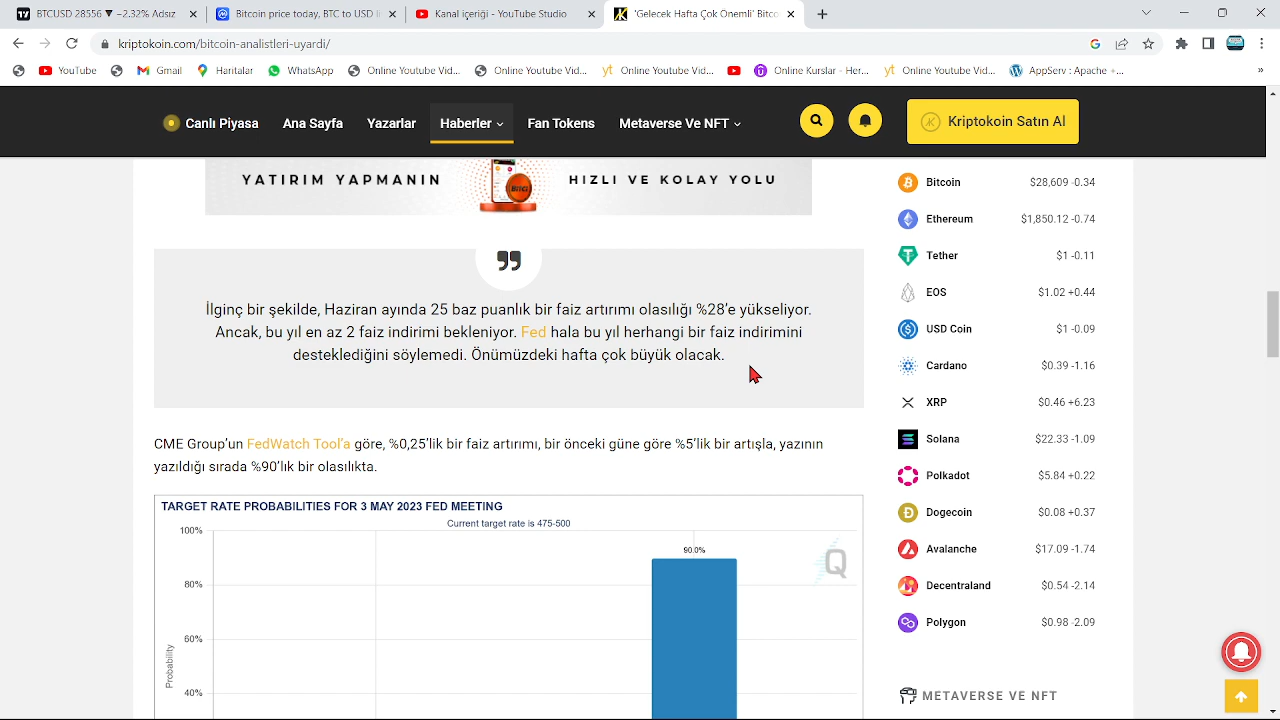 BTCUSD 28556 ▼ −2.32% Adsız
Bitcoin price today, BTC to USD li
Kanal içeriği - YouTube Studio
'Gelecek Hafta Çok Önemli' Bitco
kriptokoin.com/bitcoin-analistleri-uyardi/
YouTube
Gmail
Haritalar
WhatsApp
Online Youtube Vid...
Online Youtube Vid...
Online Youtube Vid...
Online Kurslar - Her...
Online Youtube Vid...
AppServ : Apache +...
»
Canlı Piyasa
Ana Sayfa
Yazarlar
Haberler
Fan Tokens
Metaverse Ve NFT
Kriptokoin Satın Al
YATIRIM YAPMANIN
BITCI
HIZLI VE KOLAY YOLU
İlginç bir şekilde, Haziran ayında 25 baz puanlık bir faiz artırımı olasılığı %28'e yükseliyor.
Ancak, bu yıl en az 2 faiz indirimi bekleniyor. Fed hala bu yıl herhangi bir faiz indirimini
desteklediğini söylemedi. Önümüzdeki hafta çok büyük olacak.
CME Group'un FedWatch Tool'a göre, %0,25'lik bir faiz artırımı, bir önceki güne göre %5'lik bir artışla, yazının
yazıldığı sırada %90'lık bir olasılıkta.
TARGET RATE PROBABILITIES FOR 3 MAY 2023 FED MEETING
Current target rate is 475-500
100%
90.0%
Q
80%
60%
40%
Probability
Bitcoin $28,609 -0.34
Ethereum $1,850.12 -0.74
Tether $1 -0.11
EOS $1.02 +0.44
USD Coin $1 -0.09
Cardano $0.39 -1.16
XRP $0.46 +6.23
Solana $22.33 -1.09
Polkadot $5.84 +0.22
Dogecoin $0.08 +0.37
Avalanche $17.09 -1.74
Decentraland $0.54 -2.14
Polygon $0.98 -2.09
METAVERSE VE NFT